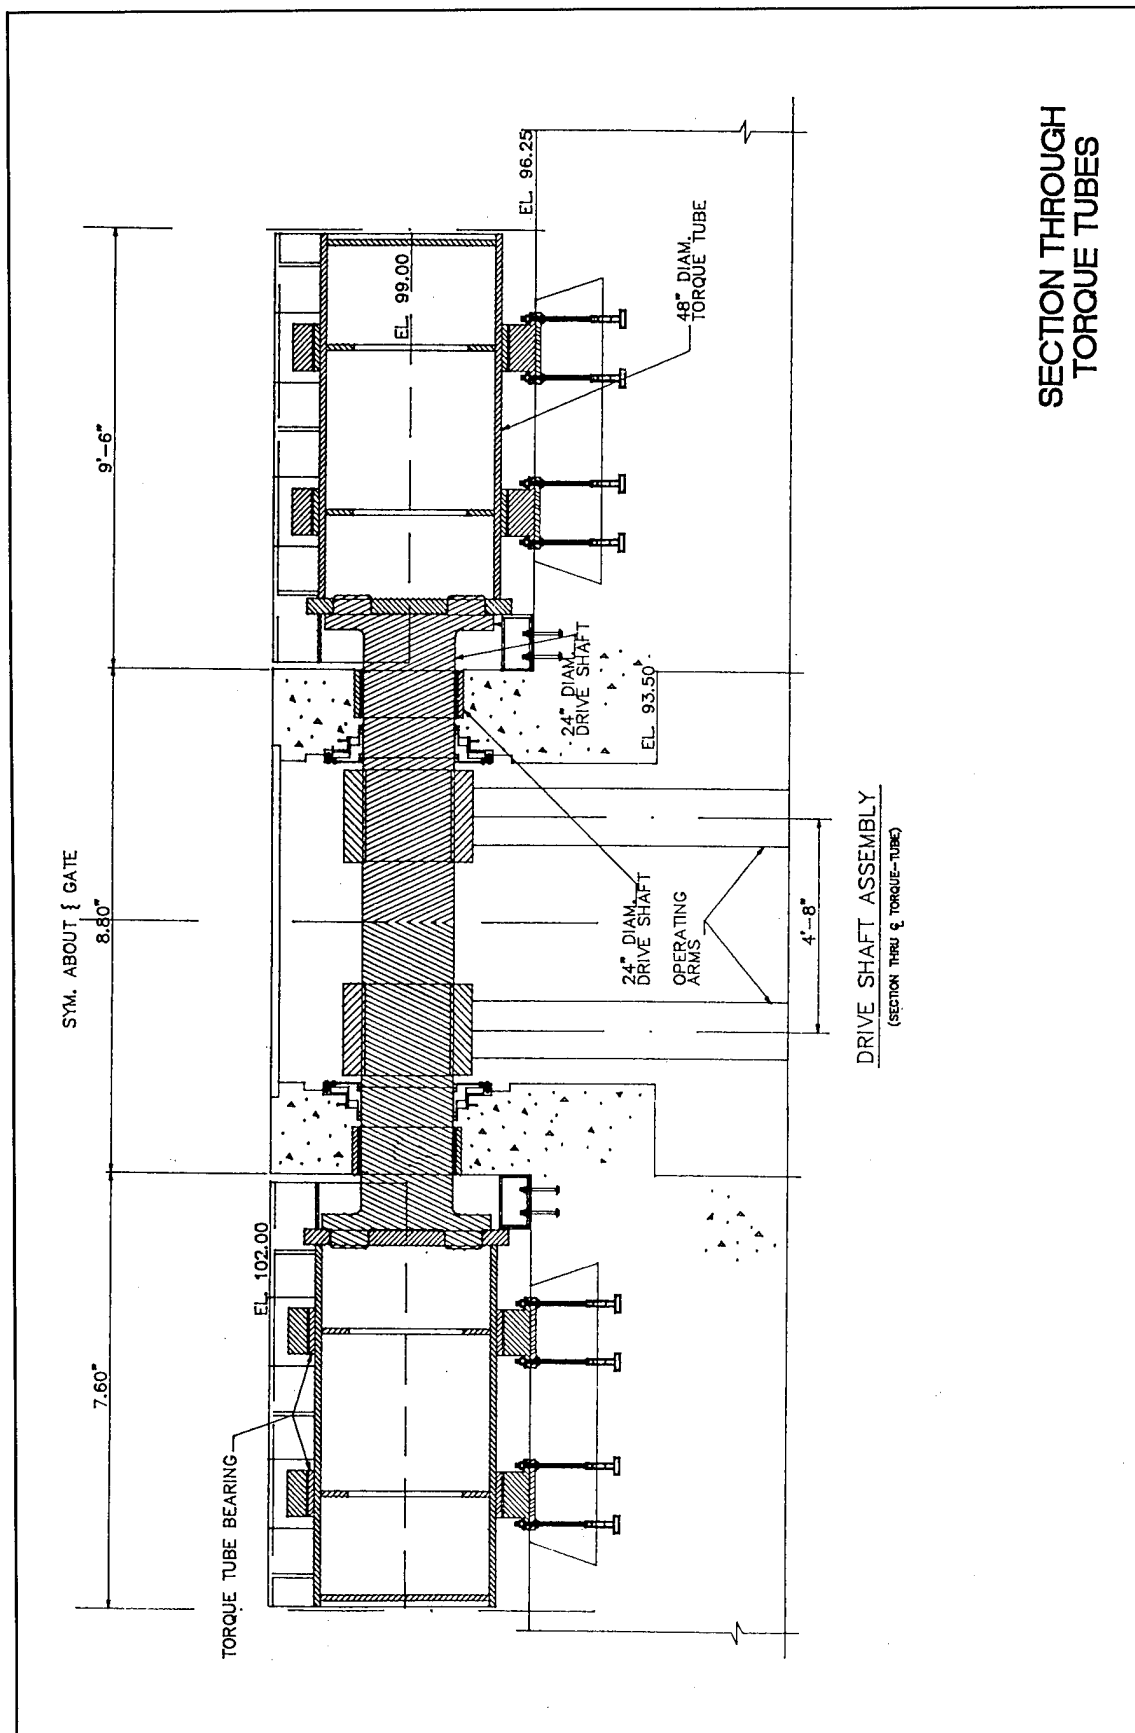 SYM. ABOUT ℄ GATE
7.60"
8.80"
9'-6"
TORQUE TUBE BEARING
EL. 102.00
EL. 99.00
EL. 96.25
24" DIAM.
DRIVE SHAFT
EL. 93.50
48" DIAM.
TORQUE TUBE
24" DIAM.
DRIVE SHAFT
OPERATING
ARMS
4'-8"
DRIVE SHAFT ASSEMBLY
(SECTION THRU ℄ TORQUE-TUBE)
SECTION THROUGH
TORQUE TUBES